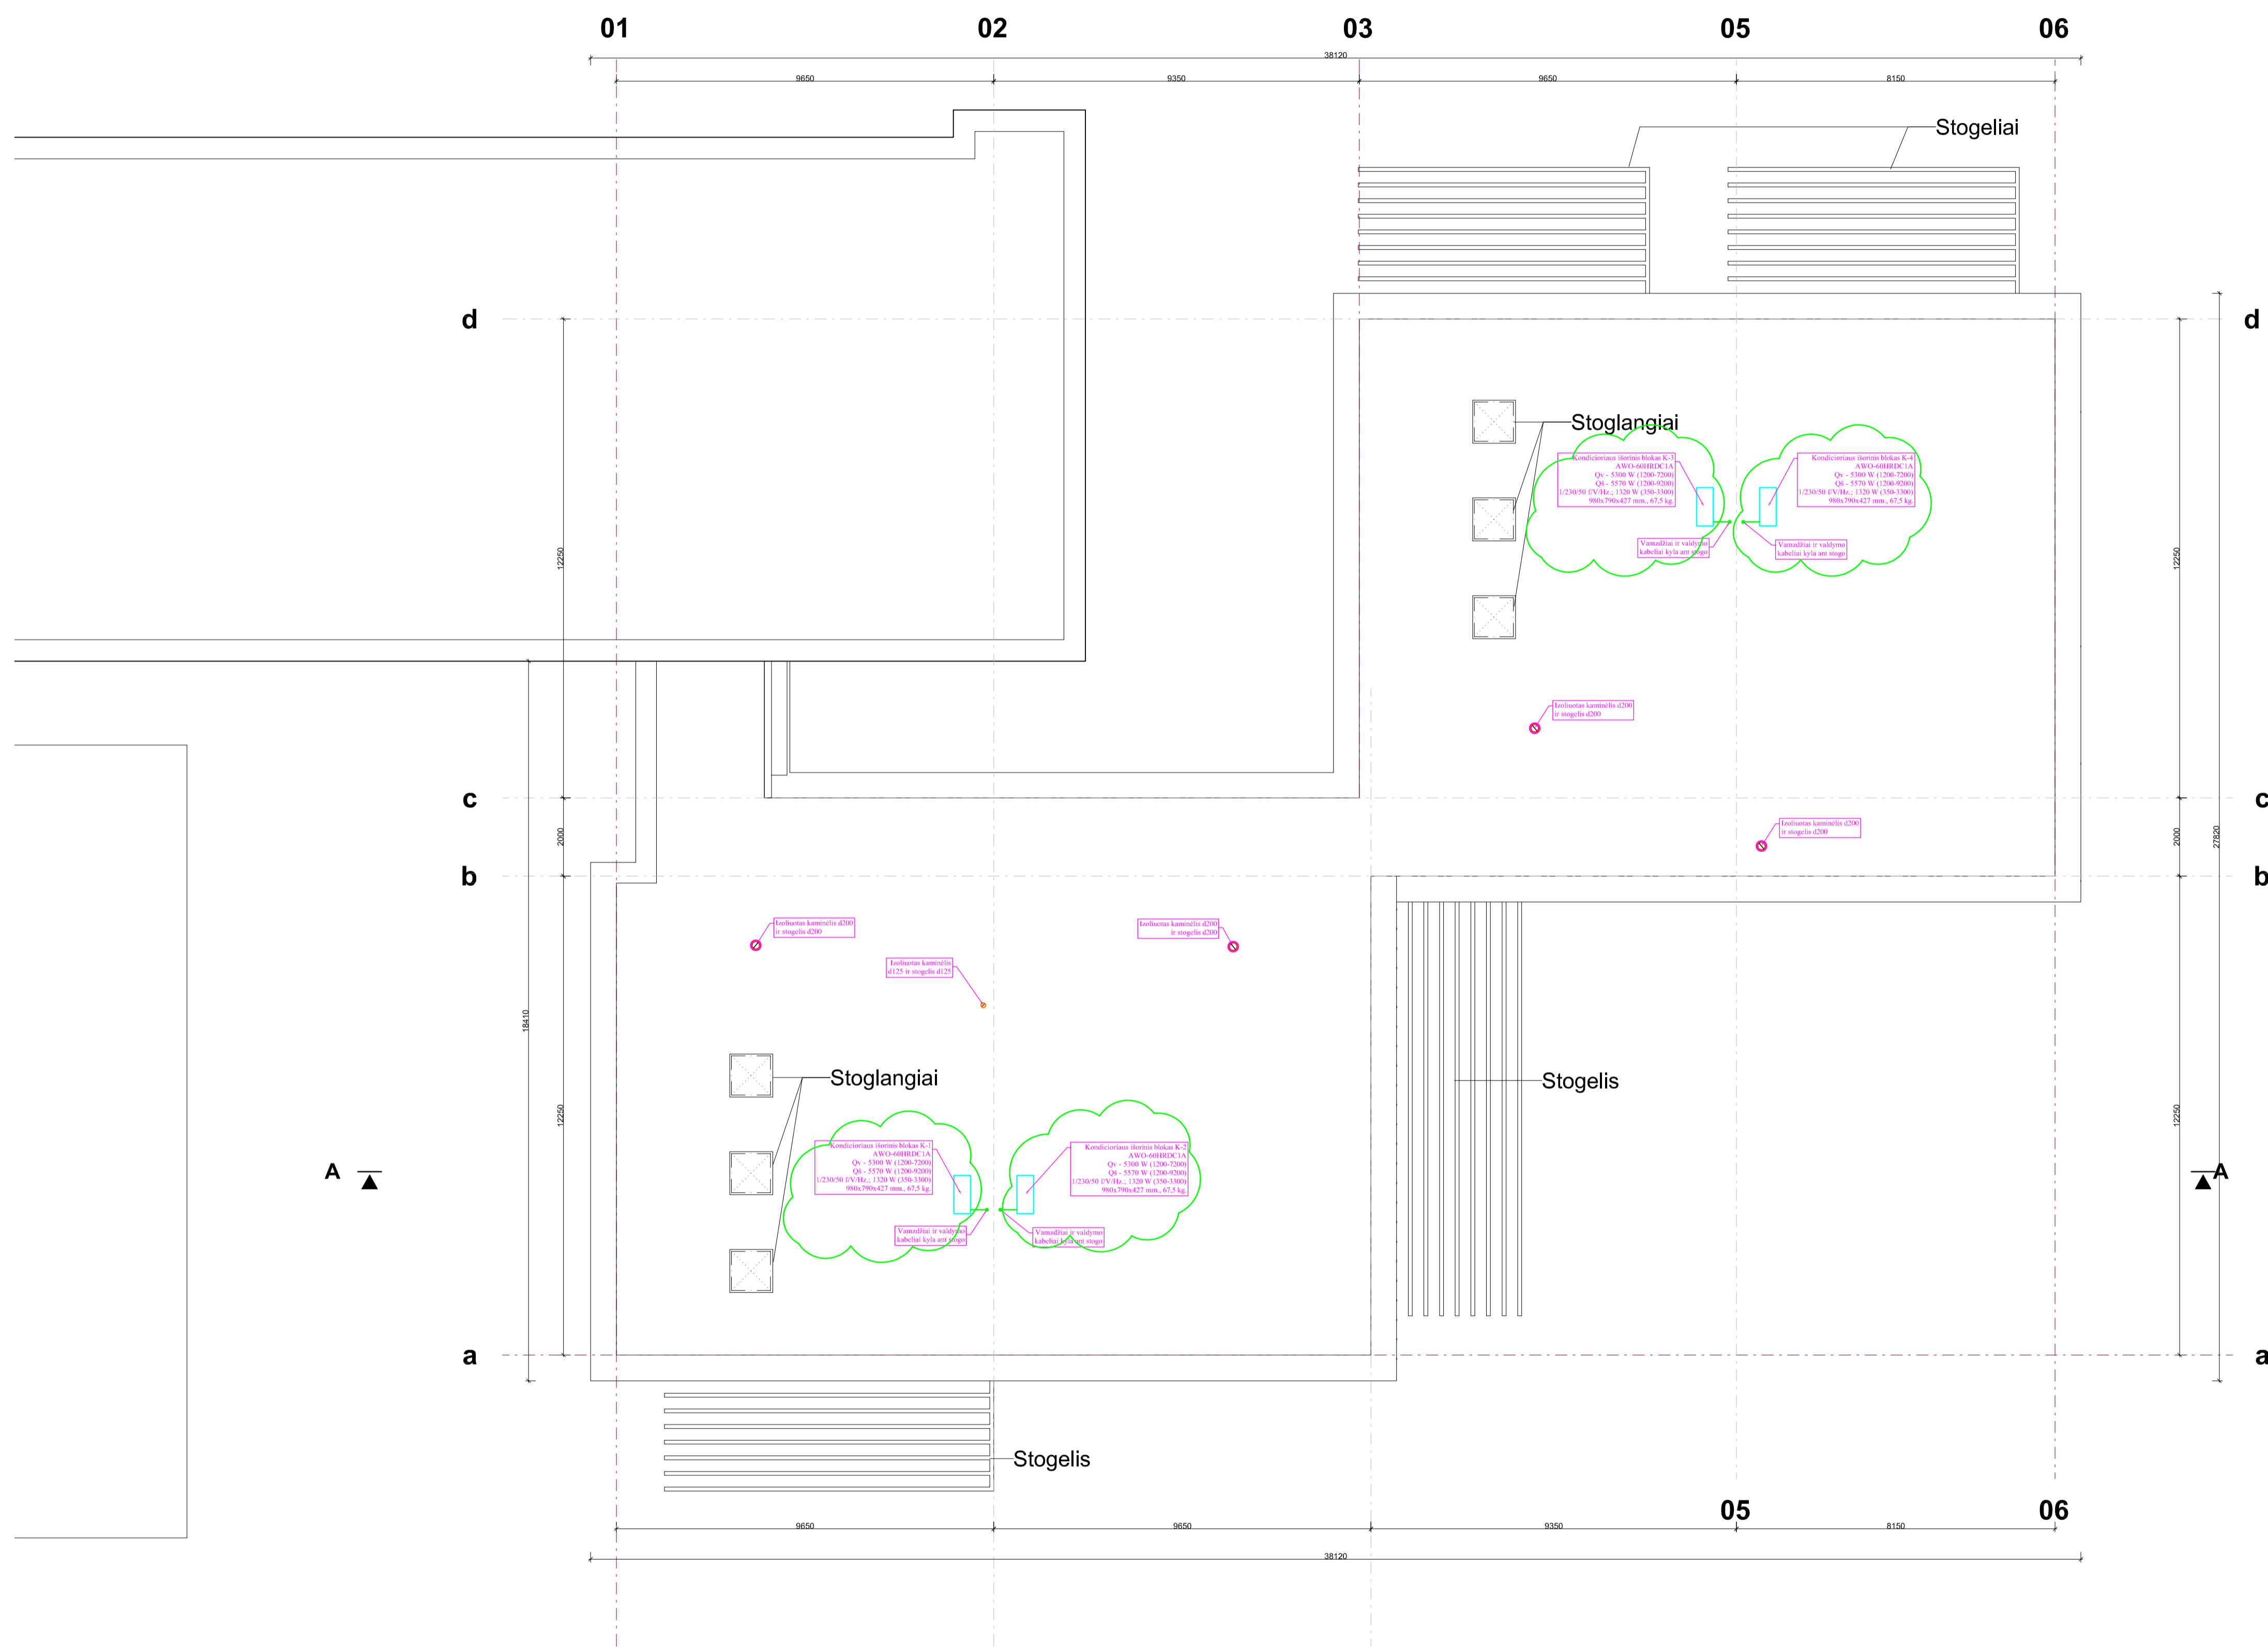 01
02
03
05
06
38120
9650
9350
9650
8150
Stogeliai
d
d
Stoglangiai
Kondicioriaus išorinis blokas K-3
AWO-60HRDC1A
Qv - 5300 W (1200-7200)
Qš - 5570 W (1200-9200)
1/230/50 f/V/Hz.; 1320 W (350-3300)
980x790x427 mm., 67,5 kg.
Kondicioriaus išorinis blokas K-4
AWO-60HRDC1A
Qv - 5300 W (1200-7200)
Qš - 5570 W (1200-9200)
1/230/50 f/V/Hz.; 1320 W (350-3300)
980x790x427 mm., 67,5 kg.
Vamzdžiai ir valdymo
kabeliai kyla ant stogo
Vamzdžiai ir valdymo
kabeliai kyla ant stogo
12250
12250
Izoliuotas kaminėlis d200
ir stogelis d200
c
c
Izoliuotas kaminėlis d200
ir stogelis d200
2000
2000
27820
b
b
Izoliuotas kaminėlis d200
ir stogelis d200
Izoliuotas kaminėlis d200
ir stogelis d200
Izoliuotas kaminėlis
d125 ir stogelis d125
18410
Stoglangiai
Stogelis
12250
12250
Kondicioriaus išorinis blokas K-1
AWO-60HRDC1A
Qv - 5300 W (1200-7200)
Qš - 5570 W (1200-9200)
1/230/50 f/V/Hz.; 1320 W (350-3300)
980x790x427 mm., 67,5 kg.
Kondicioriaus išorinis blokas K-2
AWO-60HRDC1A
Qv - 5300 W (1200-7200)
Qš - 5570 W (1200-9200)
1/230/50 f/V/Hz.; 1320 W (350-3300)
980x790x427 mm., 67,5 kg.
A
A
Vamzdžiai ir valdymo
kabeliai kyla ant stogo
Vamzdžiai ir valdymo
kabeliai kyla ant stogo
a
a
Stogelis
05
06
9650
9650
9350
8150
38120